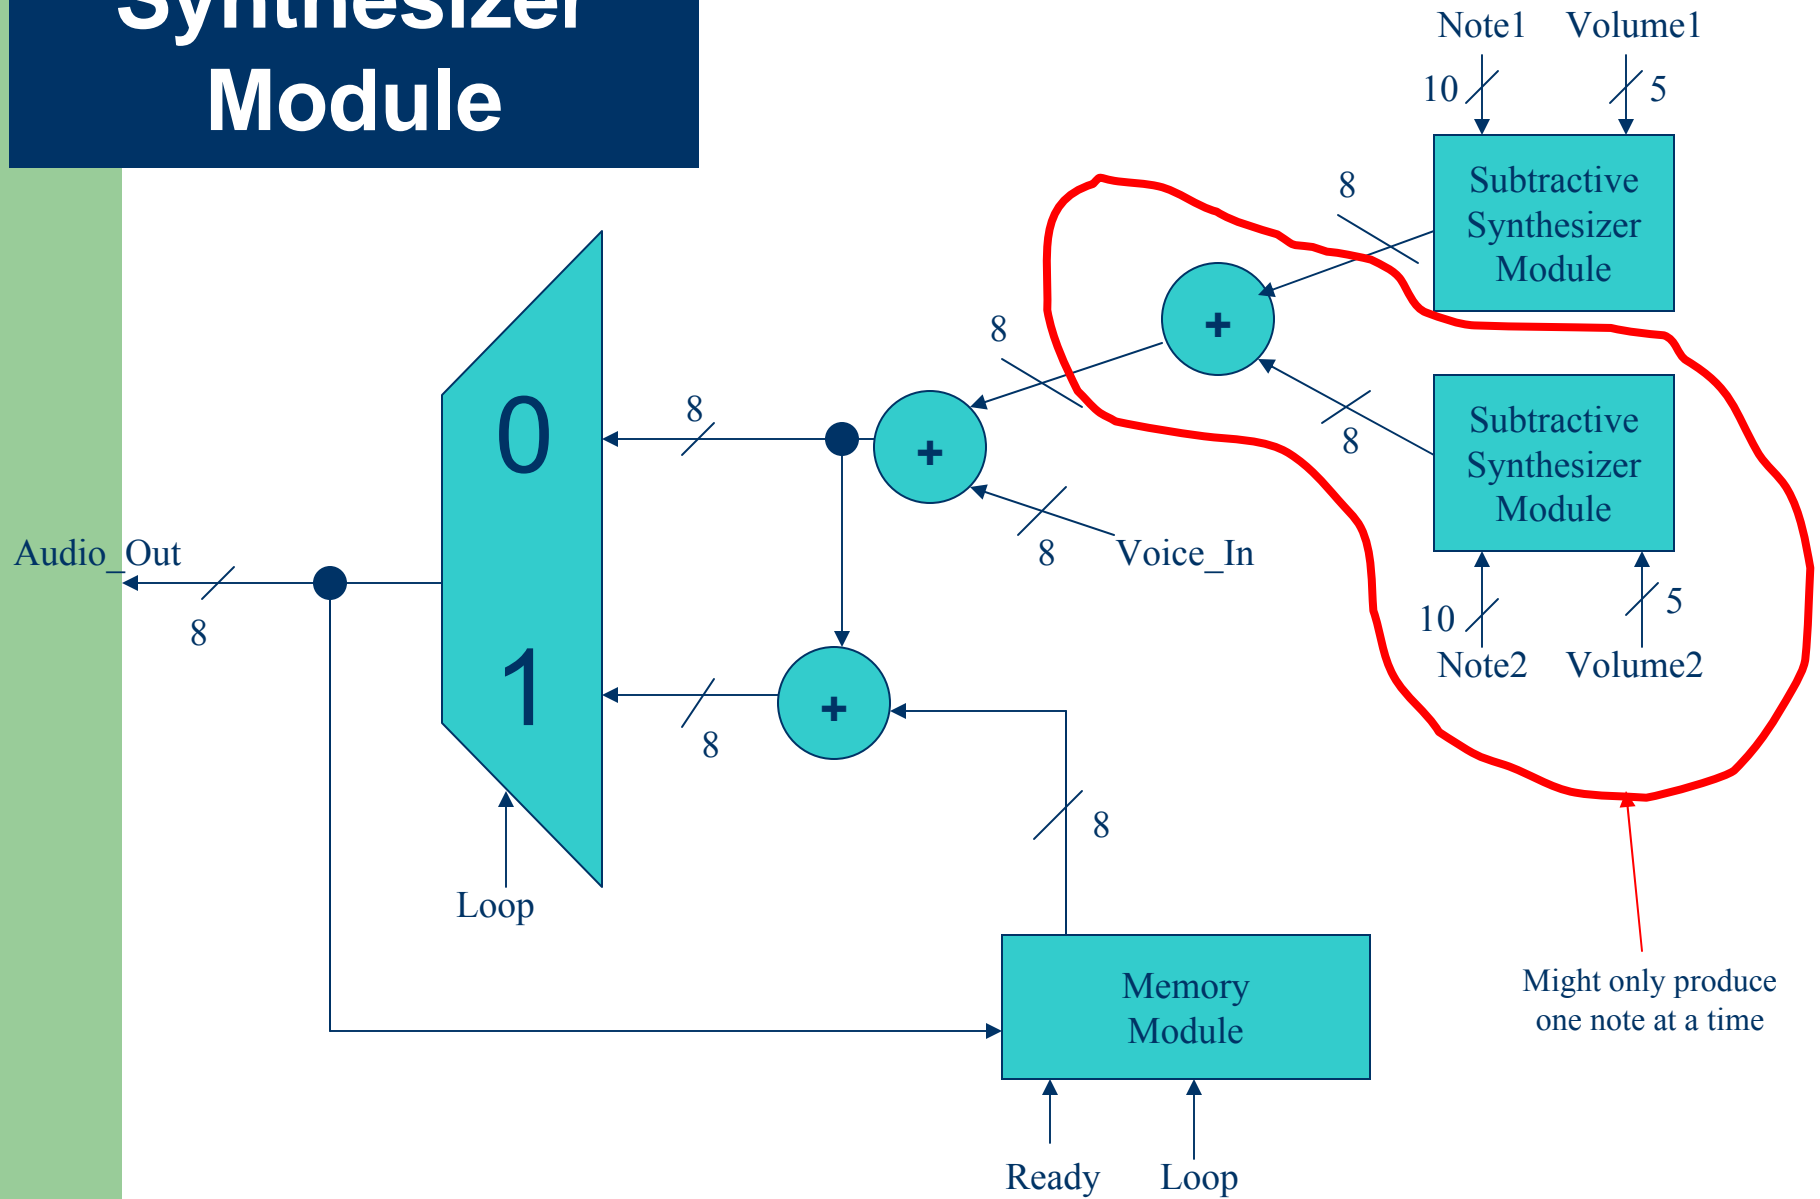 Synthesizer
Module
Note1
Volume1
10
5
Subtractive
Synthesizer
Module
8
+
8
8
Subtractive
Synthesizer
Module
10
5
Note2
Volume2
0
8
+
8
Voice_In
Audio_Out
8
1
8
+
8
Loop
Memory
Module
Might only produce
one note at a time
Ready
Loop